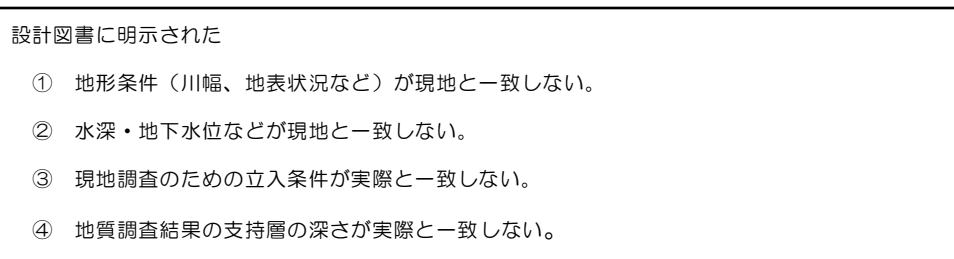 設計図書に明示された
① 地形条件（川幅、地表状況など）が現地と一致しない。
② 水深・地下水位などが現地と一致しない。
③ 現地調査のための立入条件が実際と一致しない。
④ 地質調査結果の支持層の深さが実際と一致しない。